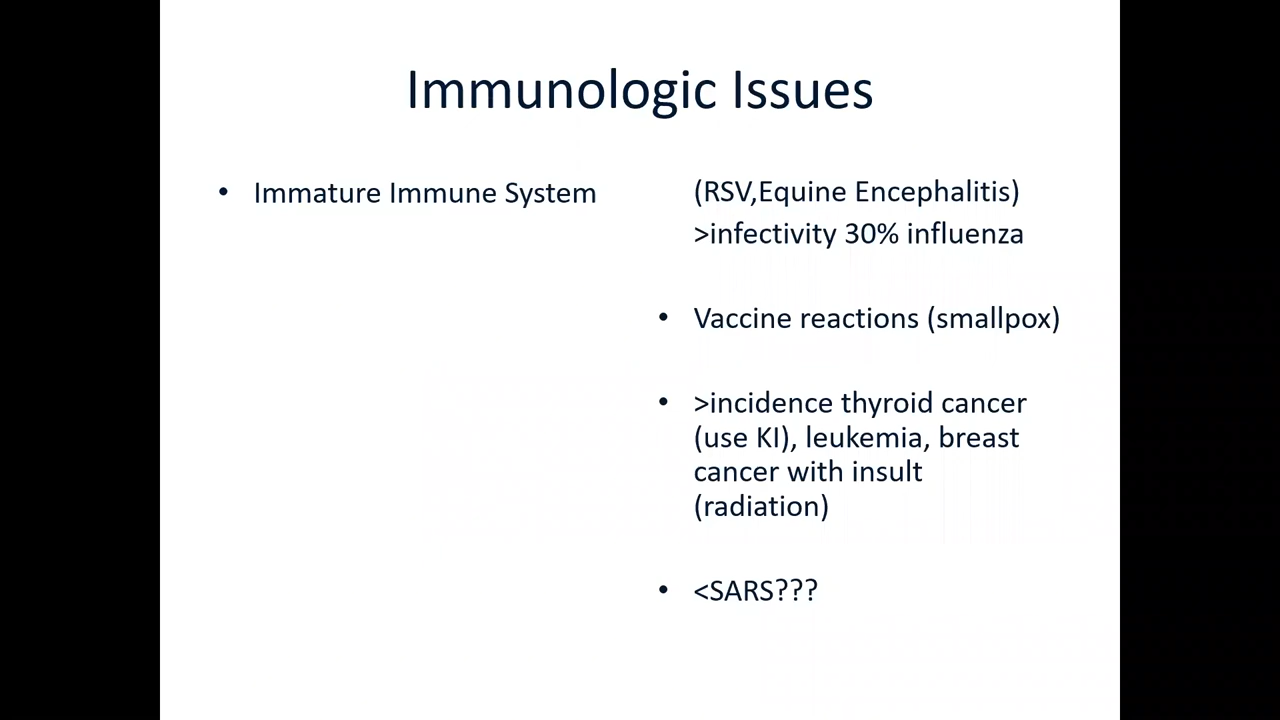 Immunologic Issues
• Immature Immune System
(RSV,Equine Encephalitis)
>infectivity 30% influenza
• Vaccine reactions (smallpox)
• >incidence thyroid cancer
(use KI), leukemia, breast
cancer with insult
(radiation)
• <SARS???